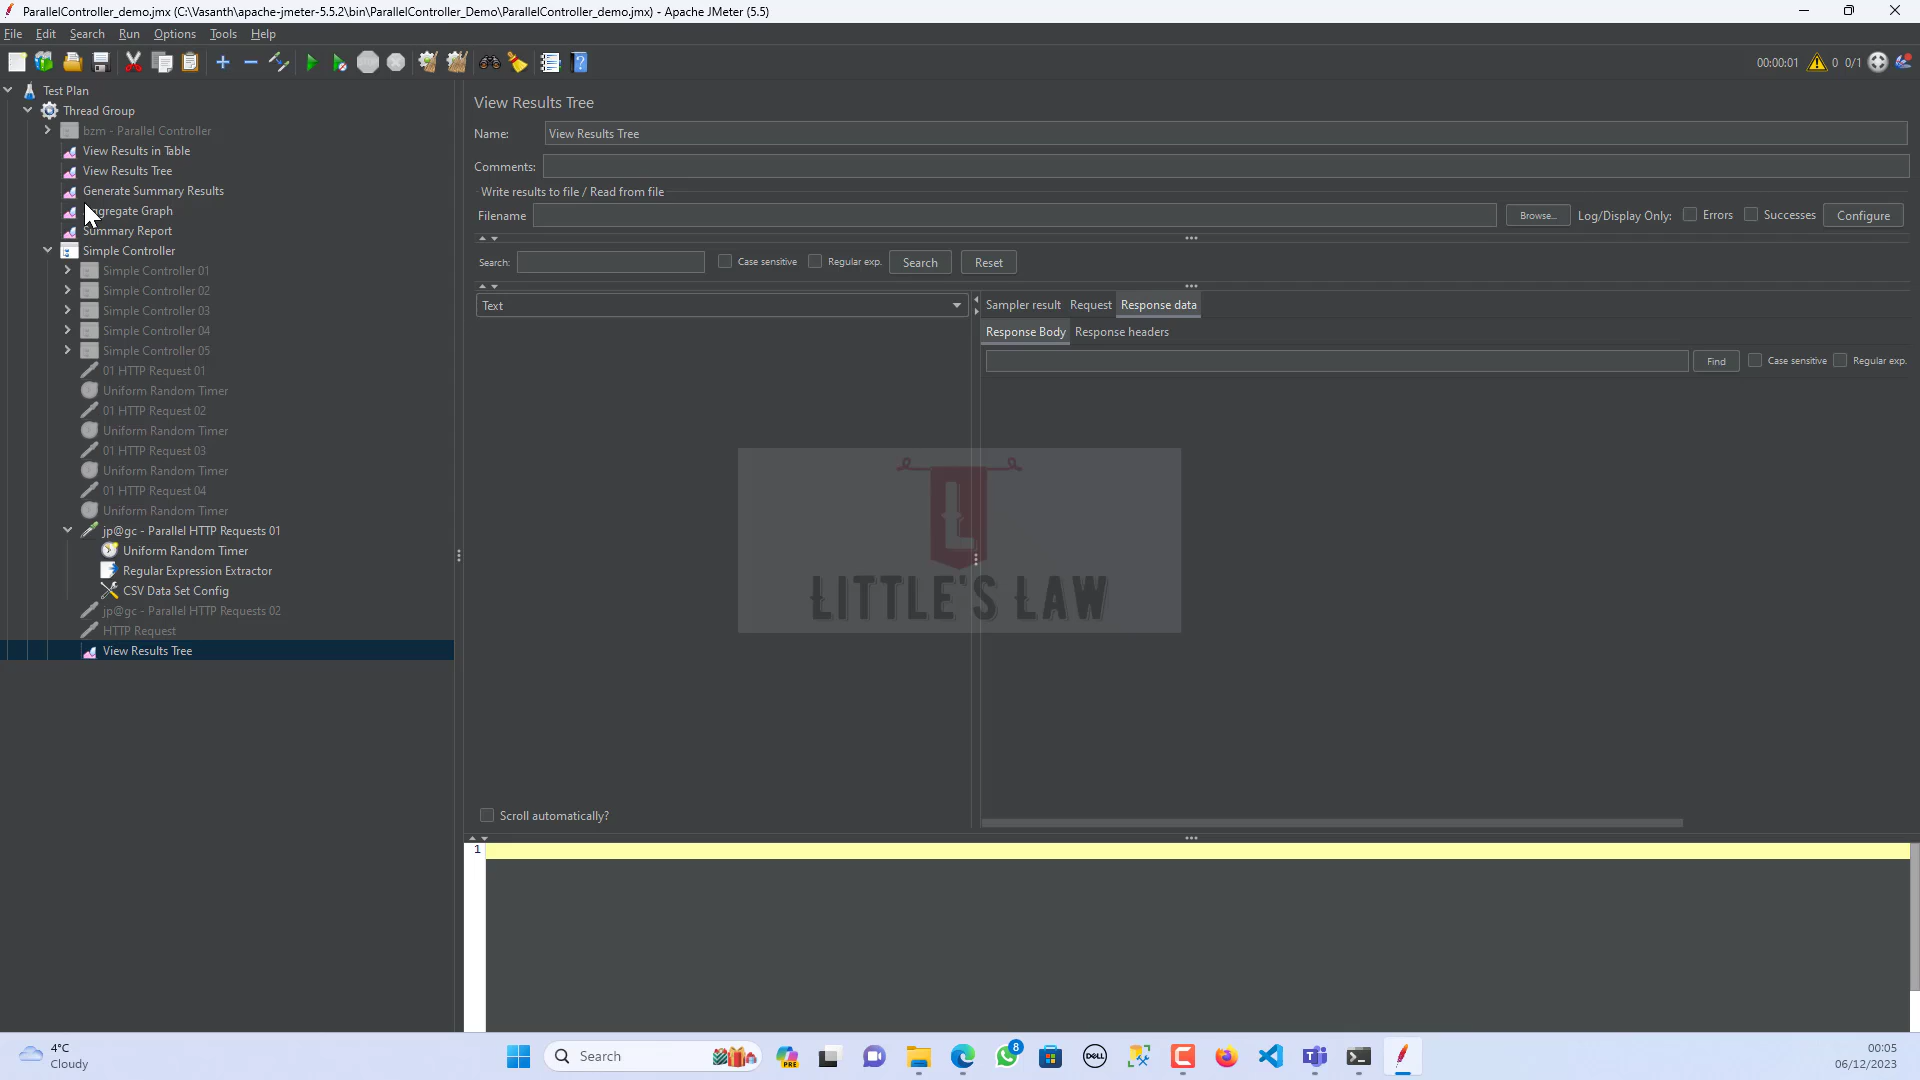 ParallelController_demo.jmx (C:\Vasanth\apache-jmeter-5.5.2\bin\ParallelController_Demo\ParallelController_demo.jmx) - Apache JMeter (5.5)
File Edit Search Run Options Tools Help
00:00:01 0 0/1
Test Plan
Thread Group
bzm - Parallel Controller
View Results in Table
View Results Tree
Generate Summary Results
ggregate Graph
Summary Report
Simple Controller
Simple Controller 01
Simple Controller 02
Simple Controller 03
Simple Controller 04
Simple Controller 05
01 HTTP Request 01
Uniform Random Timer
01 HTTP Request 02
Uniform Random Timer
01 HTTP Request 03
Uniform Random Timer
01 HTTP Request 04
Uniform Random Timer
jp@gc - Parallel HTTP Requests 01
Uniform Random Timer
Regular Expression Extractor
CSV Data Set Config
jp@gc - Parallel HTTP Requests 02
HTTP Request
View Results Tree
View Results Tree
Name: View Results Tree
Comments:
Write results to file / Read from file
Filename Browse... Log/Display Only: Errors Successes Configure
Search: Case sensitive Regular exp. Search Reset
Text
Sampler result Request Response data
Response Body Response headers
Find Case sensitive Regular exp.
L
LITTLE'S LAW
Scroll automatically?
1
4°C
Cloudy
Search
PRE
8
DELL
00:05
06/12/2023